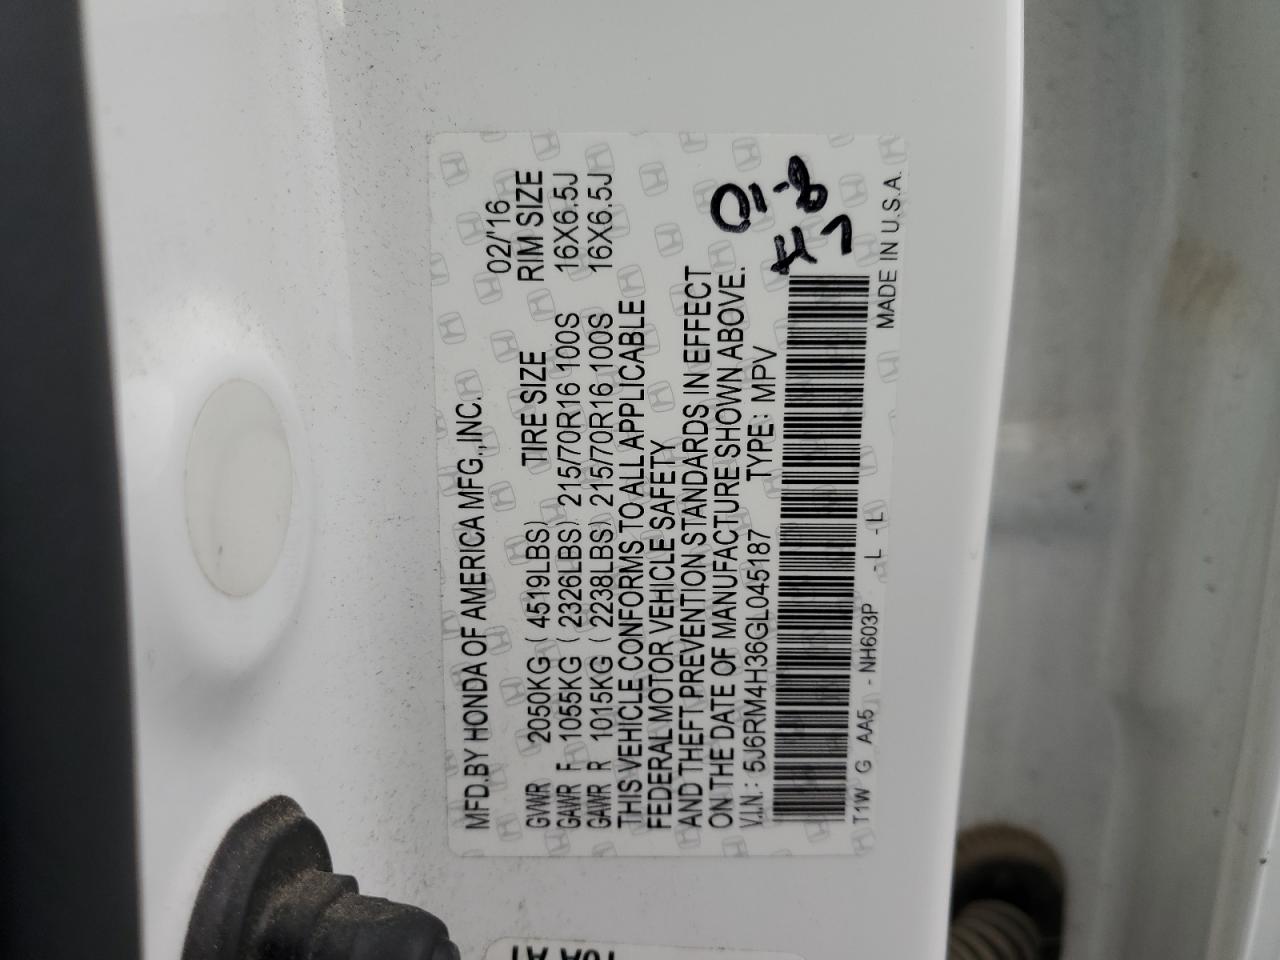 MFD.BY HONDA OF AMERICA MFG.,INC. 02/'16
GVWR 2050KG ( 4519LBS) TIRE SIZE RIM SIZE
GAWR F 1055KG ( 2326LBS) 215/70R16 100S 16X6.5J
GAWR R 1015KG ( 2238LBS) 215/70R16 100S 16X6.5J
THIS VEHICLE CONFORMS TO ALL APPLICABLE
FEDERAL MOTOR VEHICLE SAFETY
AND THEFT PREVENTION STANDARDS IN EFFECT
ON THE DATE OF MANUFACTURE SHOWN ABOVE.
V.I.N.: 5J6RM4H36GL045187 TYPE: MPV
01-8
H7
T1W G AA5 - NH603P - L - L
MADE IN U.S.A.